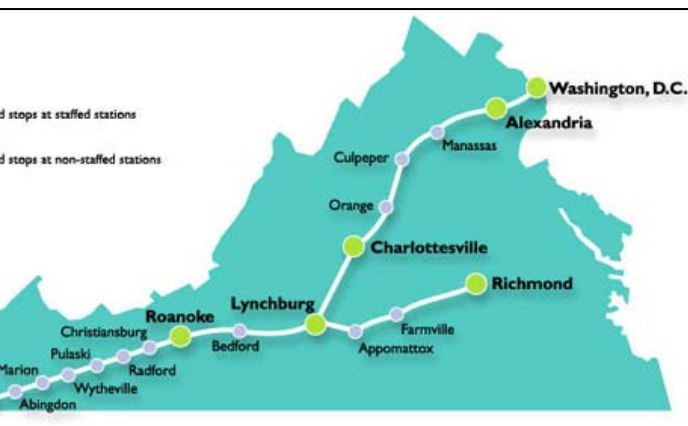 Washington, D.C.
d stops at staffed stations
Alexandria
Manassas
d stops at non-staffed stations
Culpeper
Orange
Charlottesville
Richmond
Lynchburg
Roanoke
Christiansburg
Farmville
Bedford
Appomattox
Pulaski
Radford
Marion
Wytheville
Abingdon